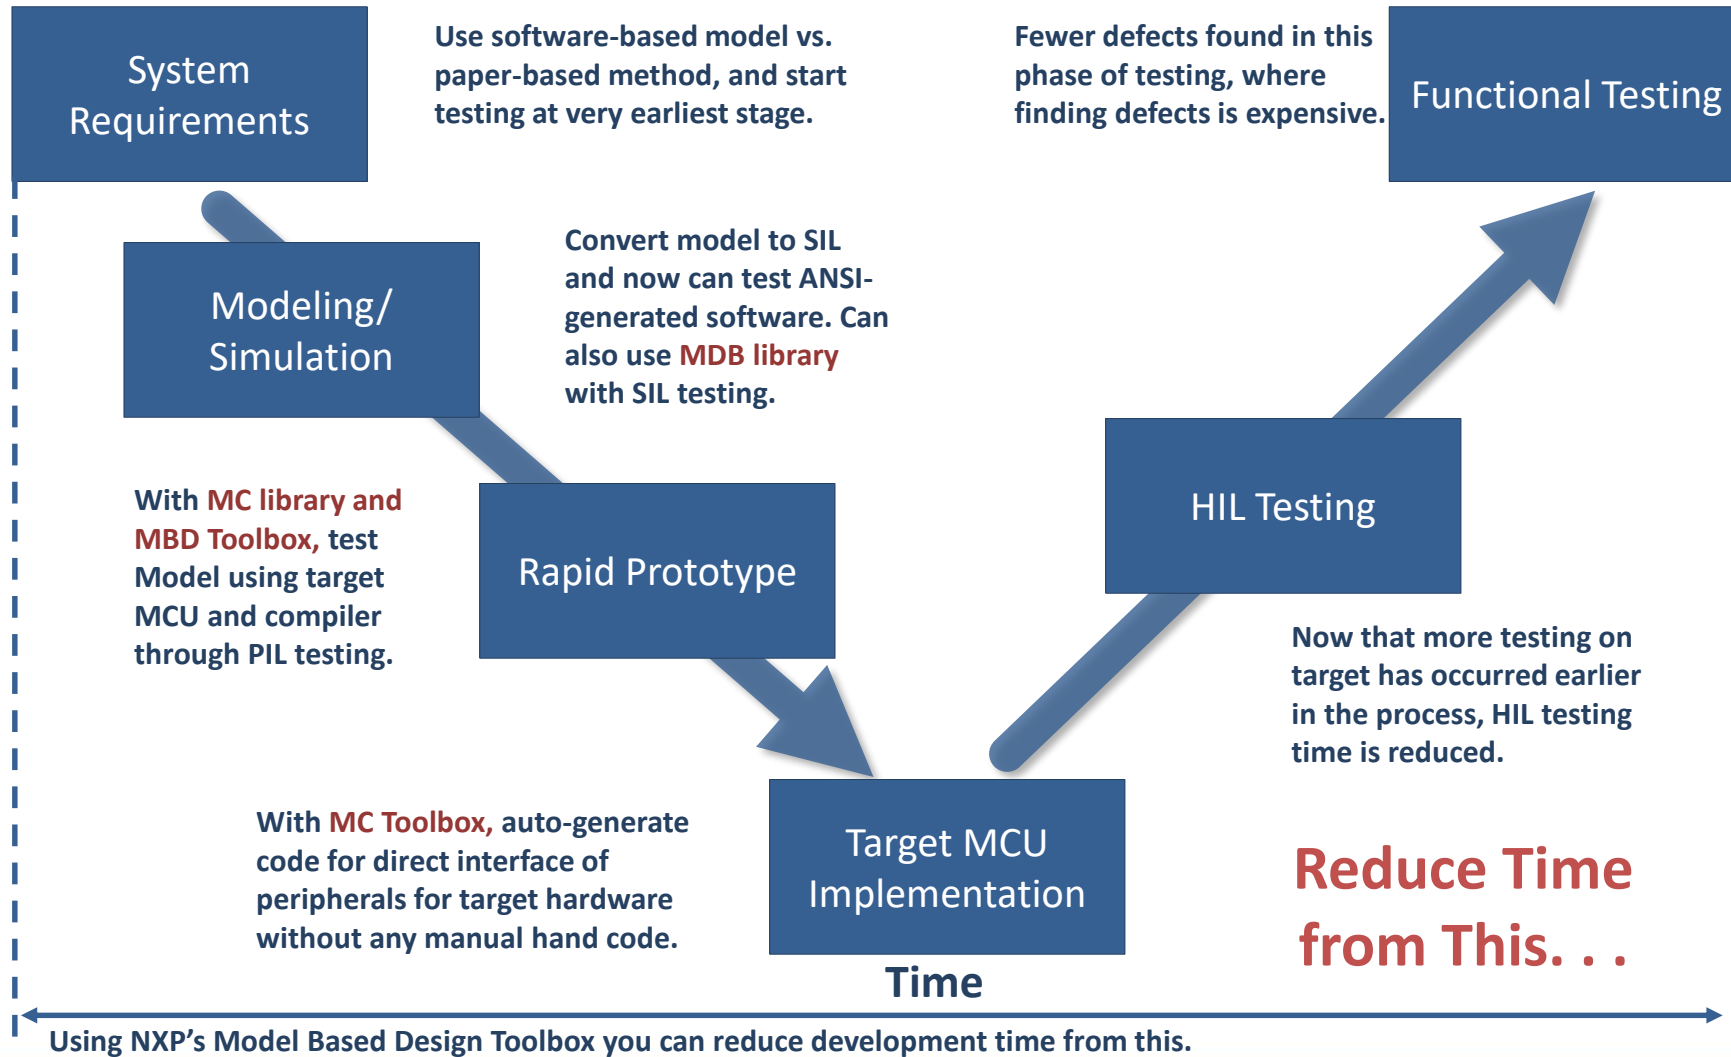 System
Requirements
Use software-based model vs.
paper-based method, and start
testing at very earliest stage.
Fewer defects found in this
phase of testing, where
finding defects is expensive.
Functional Testing
Modeling/
Simulation
Convert model to SIL
and now can test ANSI-
generated software. Can
also use MDB library
with SIL testing.
With MC library and
MBD Toolbox, test
Model using target
MCU and compiler
through PIL testing.
Rapid Prototype
HIL Testing
Now that more testing on
target has occurred earlier
in the process, HIL testing
time is reduced.
With MC Toolbox, auto-generate
code for direct interface of
peripherals for target hardware
without any manual hand code.
Target MCU
Implementation
Reduce Time
from This. . .
Time
Using NXP’s Model Based Design Toolbox you can reduce development time from this.